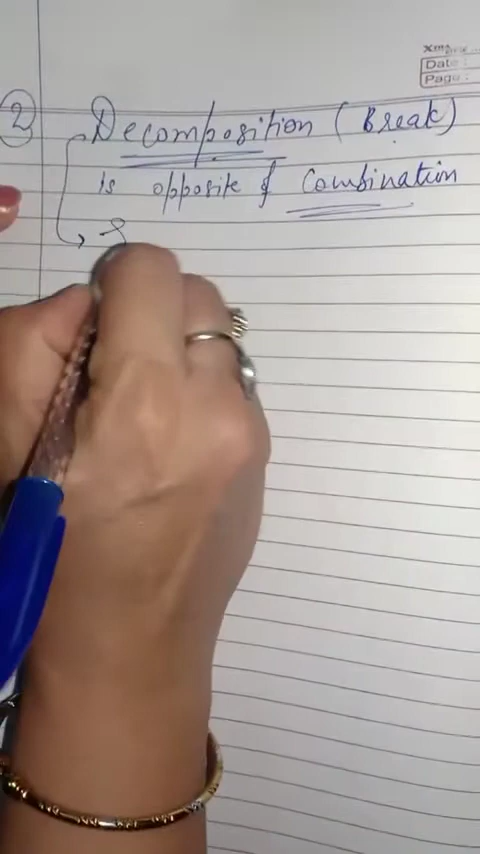 Date :
Page :
2 Decomposition (Break)
is opposite of Combination